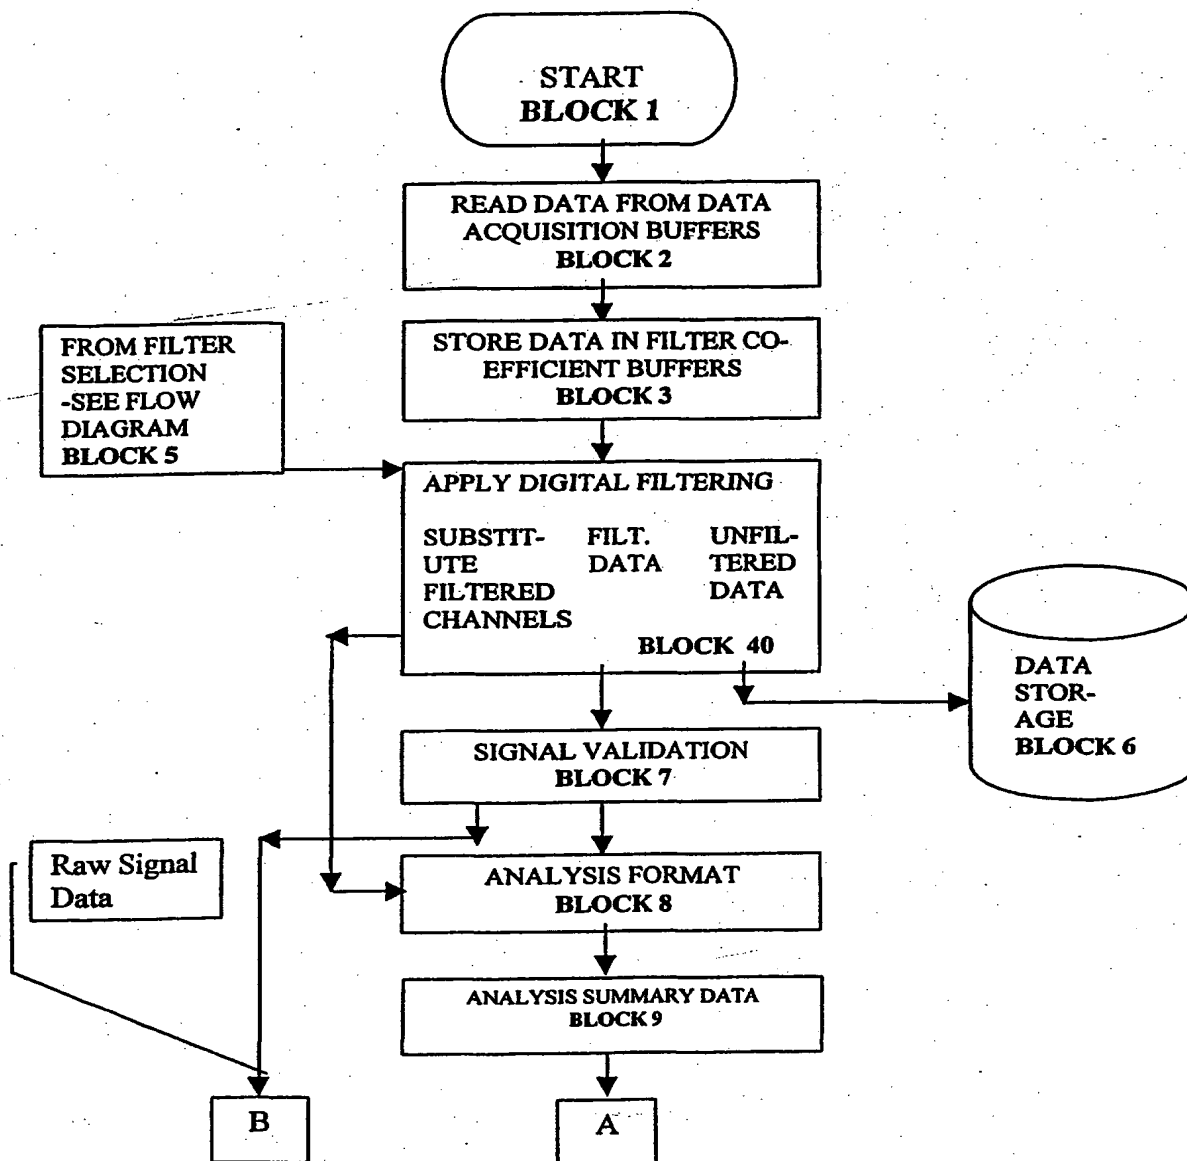 START
BLOCK 1
READ DATA FROM DATA
ACQUISITION BUFFERS
BLOCK 2
STORE DATA IN FILTER CO-
EFFICIENT BUFFERS
BLOCK 3
FROM FILTER
SELECTION
-SEE FLOW
DIAGRAM
BLOCK 5
APPLY DIGITAL FILTERING
SUBSTIT-
UTE
FILTERED
CHANNELS
FILT.
DATA
UNFIL-
TERED
DATA
BLOCK 40
DATA
STOR-
AGE
BLOCK 6
SIGNAL VALIDATION
BLOCK 7
Raw Signal
Data
ANALYSIS FORMAT
BLOCK 8
ANALYSIS SUMMARY DATA
BLOCK 9
B
A